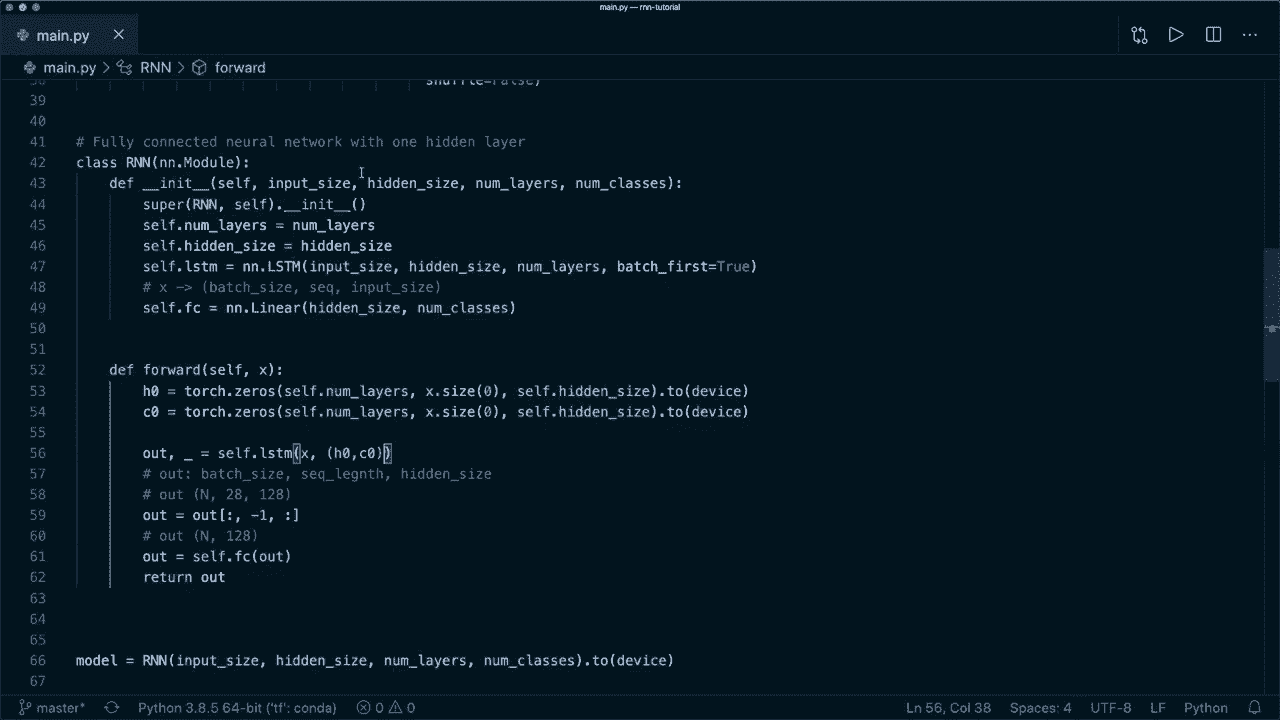 main.py — rnn-tutorial
main.py
main.py > RNN > forward
38 shuffle=False)
39
40
41 # Fully connected neural network with one hidden layer
42 class RNN(nn.Module):
43 def __init__(self, input_size, hidden_size, num_layers, num_classes):
44 super(RNN, self).__init__()
45 self.num_layers = num_layers
46 self.hidden_size = hidden_size
47 self.lstm = nn.LSTM(input_size, hidden_size, num_layers, batch_first=True)
48 # x -> (batch_size, seq, input_size)
49 self.fc = nn.Linear(hidden_size, num_classes)
50
51
52 def forward(self, x):
53 h0 = torch.zeros(self.num_layers, x.size(0), self.hidden_size).to(device)
54 c0 = torch.zeros(self.num_layers, x.size(0), self.hidden_size).to(device)
55
56 out, _ = self.lstm(x, (h0,c0))
57 # out: batch_size, seq_legnth, hidden_size
58 # out (N, 28, 128)
59 out = out[:, -1, :]
60 # out (N, 128)
61 out = self.fc(out)
62 return out
63
64
65
66 model = RNN(input_size, hidden_size, num_layers, num_classes).to(device)
67
master* Python 3.8.5 64-bit ('tf': conda) 0 0 Ln 56, Col 38 Spaces: 4 UTF-8 LF Python